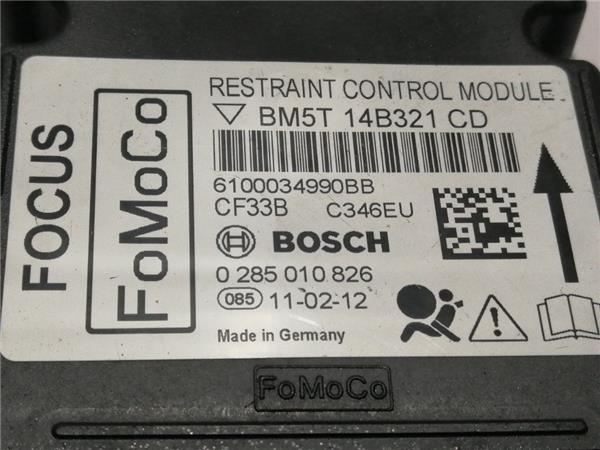 FOCUS
FoMoCo
RESTRAINT CONTROL MODULE
BM5T 14B321 CD
6100034990BB
CF33B C346EU
BOSCH
0 285 010 826
085 11-02-12
Made in Germany
FoMoCo